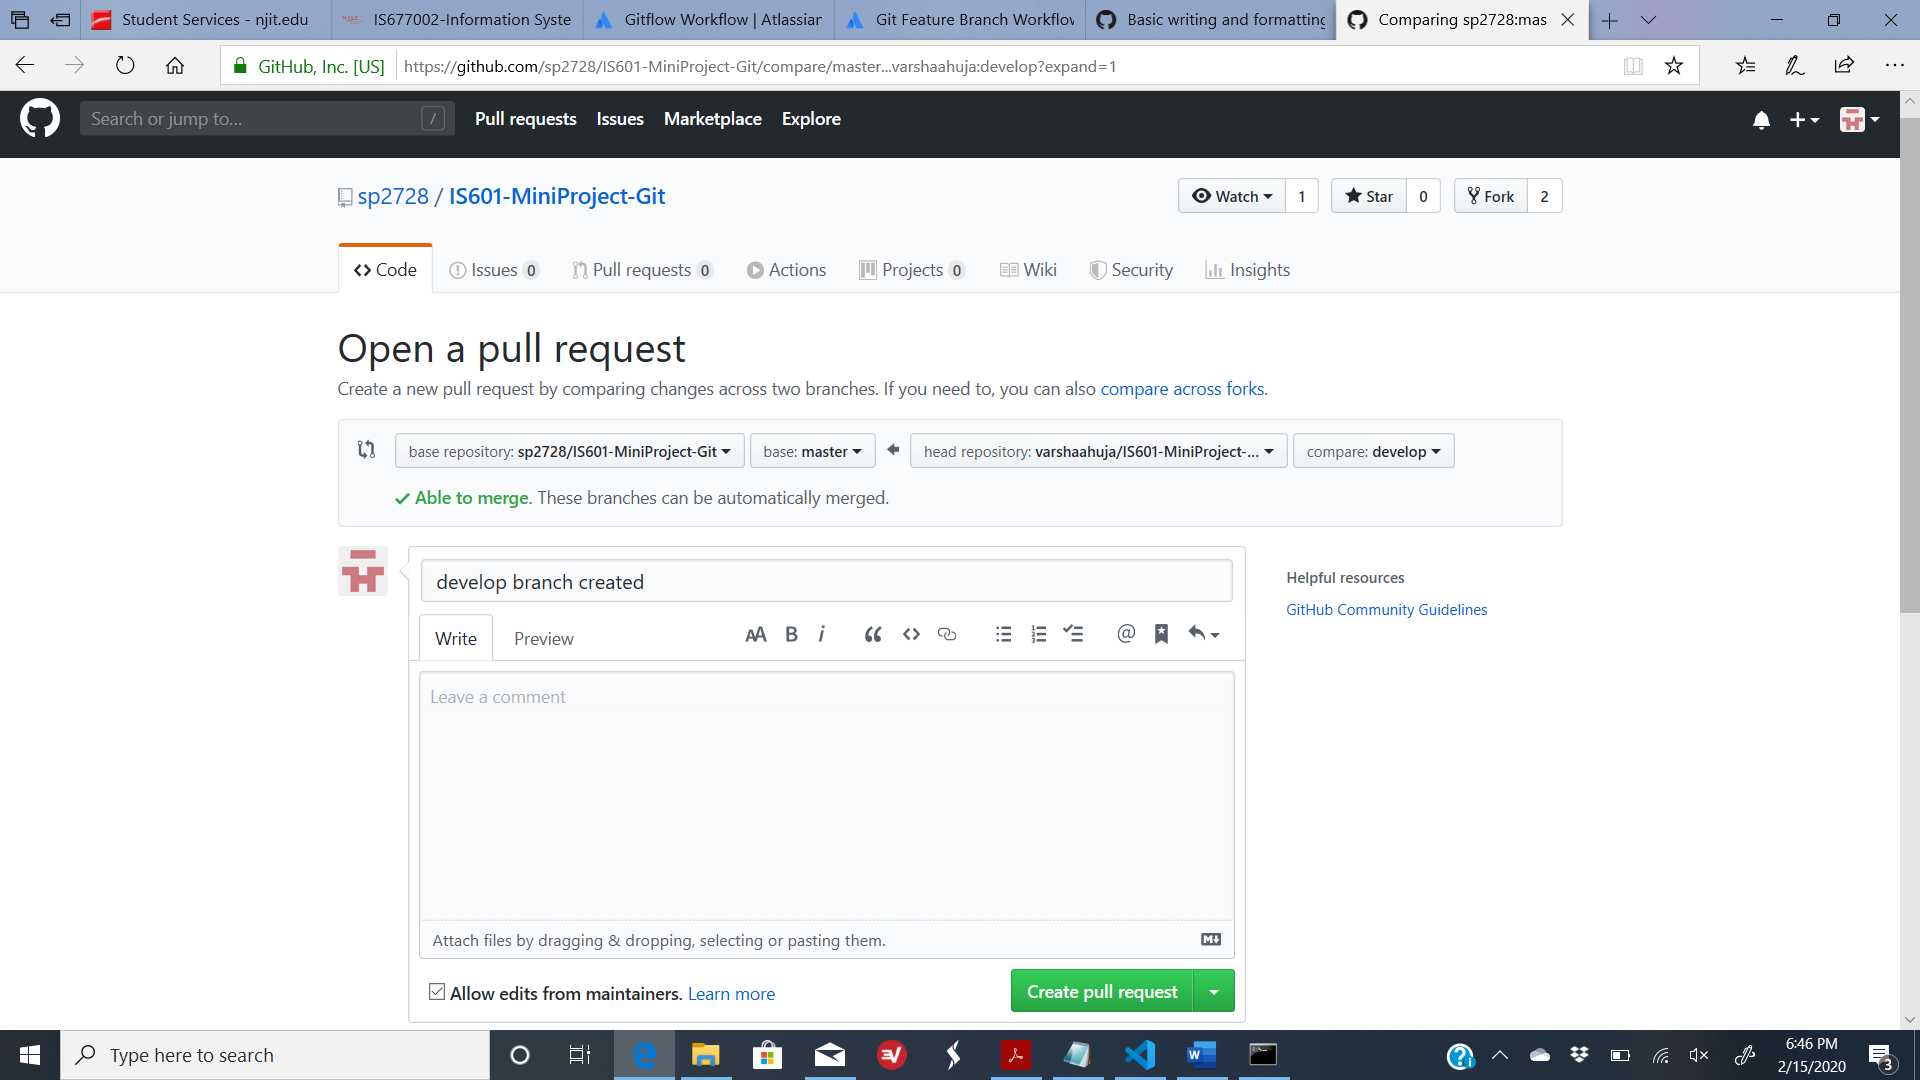 Student Services - njit.edu
IS677002-Information Syste
Gitflow Workflow | Atlassian
Git Feature Branch Workflow
Basic writing and formatting
Comparing sp2728:mas
GitHub, Inc. [US]
https://github.com/sp2728/IS601-MiniProject-Git/compare/master...varshaahuja:develop?expand=1
Search or jump to...
/
Pull requests
Issues
Marketplace
Explore
sp2728 / IS601-MiniProject-Git
Watch 1
Star 0
Fork 2
Code
Issues 0
Pull requests 0
Actions
Projects 0
Wiki
Security
Insights
Open a pull request
Create a new pull request by comparing changes across two branches. If you need to, you can also compare across forks.
base repository: sp2728/IS601-MiniProject-Git
base: master
head repository: varshaahuja/IS601-MiniProject-...
compare: develop
Able to merge. These branches can be automatically merged.
develop branch created
Helpful resources
GitHub Community Guidelines
Write
Preview
AA B i
Leave a comment
Attach files by dragging & dropping, selecting or pasting them.
Allow edits from maintainers. Learn more
Create pull request
Type here to search
6:46 PM
2/15/2020
3